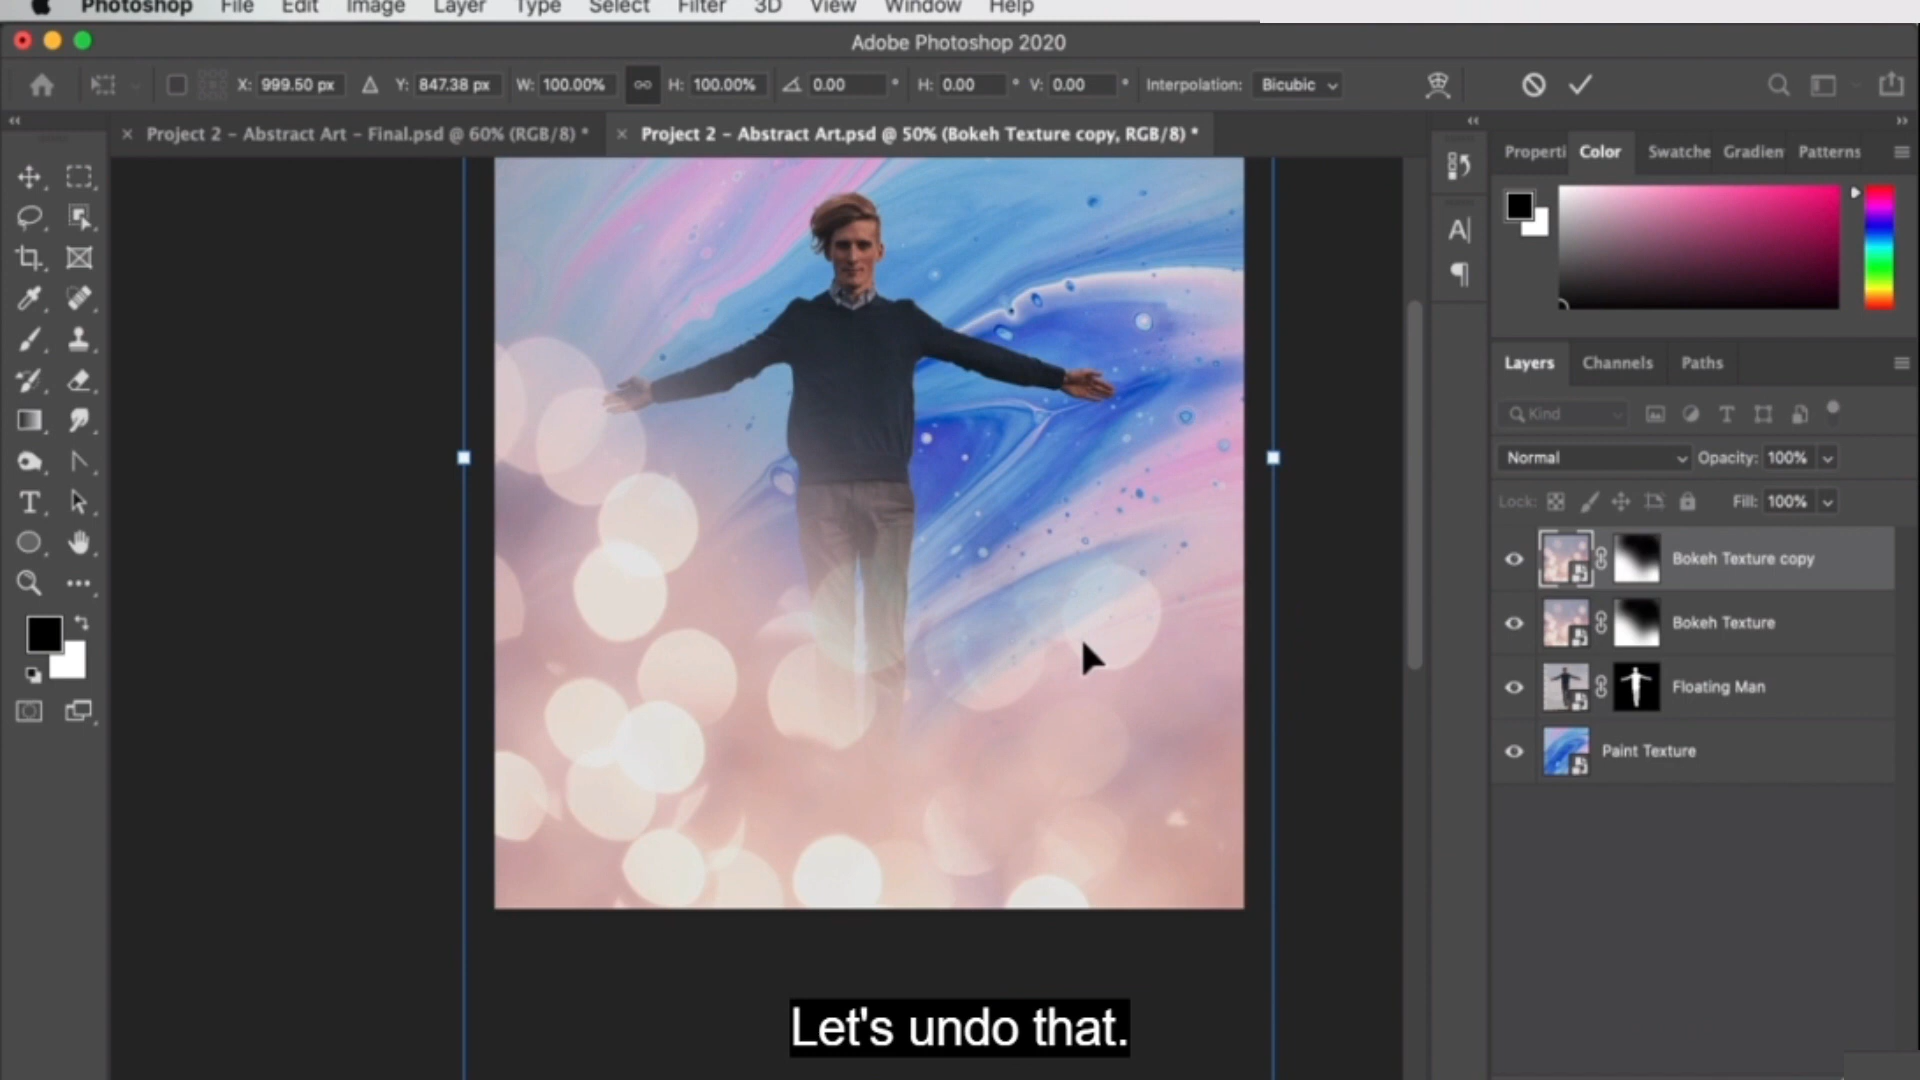 Photoshop File Edit Image Layer Type Select Filter 3D View Window Help
Adobe Photoshop 2020
X: 999.50 px Y: 847.38 px W: 100.00% H: 100.00% 0.00 ° H: 0.00 ° V: 0.00 ° Interpolation: Bicubic
Project 2 - Abstract Art - Final.psd @ 60% (RGB/8) *
Project 2 - Abstract Art.psd @ 50% (Bokeh Texture copy, RGB/8) *
Properti Color Swatche Gradien Patterns
Layers Channels Paths
Kind
Normal Opacity: 100%
Lock: Fill: 100%
Bokeh Texture copy
Bokeh Texture
Floating Man
Paint Texture
Let's undo that.